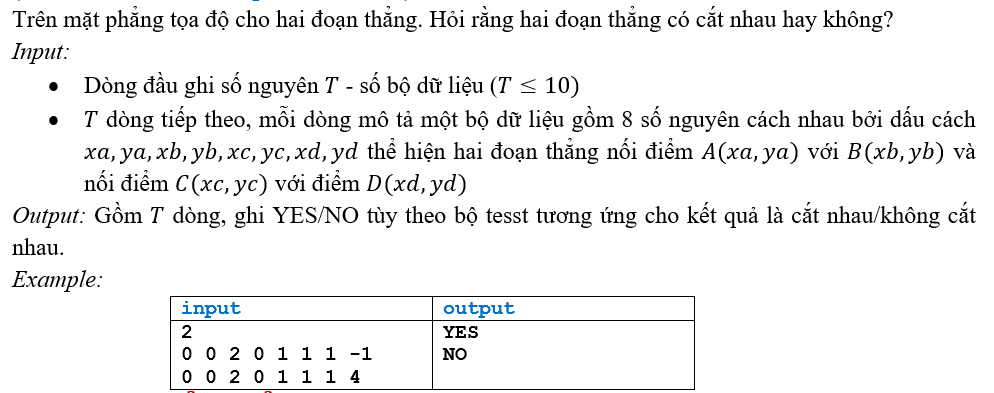 Trên mặt phẳng tọa độ cho hai đoạn thẳng. Hỏi rằng hai đoạn thẳng có cắt nhau hay không?
Input:
• Dòng đầu ghi số nguyên T - số bộ dữ liệu (T ≤ 10)
• T dòng tiếp theo, mỗi dòng mô tả một bộ dữ liệu gồm 8 số nguyên cách nhau bởi dấu cách
xa, ya, xb, yb, xc, yc, xd, yd thể hiện hai đoạn thẳng nối điểm A(xa, ya) với B(xb, yb) và
nối điểm C(xc, yc) với điểm D(xd, yd)
Output: Gồm T dòng, ghi YES/NO tùy theo bộ tesst tương ứng cho kết quả là cắt nhau/không cắt
nhau.
Example:
input output
2 YES
0 0 2 0 1 1 1 -1 NO
0 0 2 0 1 1 1 4